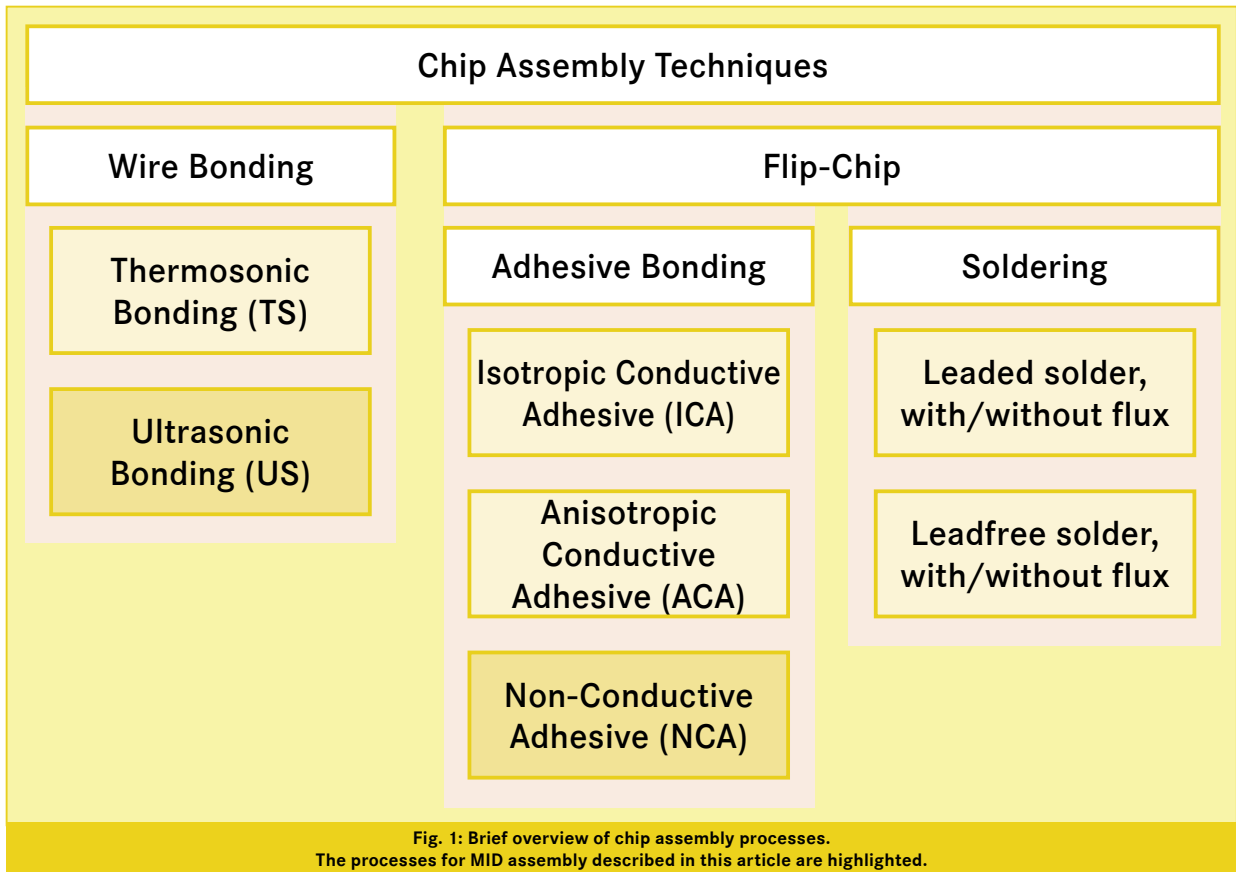 Chip Assembly Techniques
Wire Bonding
Thermosonic
Bonding (TS)
Ultrasonic
Bonding (US)
Flip-Chip
Adhesive Bonding
Isotropic Conductive
Adhesive (ICA)
Anisotropic
Conductive
Adhesive (ACA)
Non-Conductive
Adhesive (NCA)
Soldering
Leaded solder,
with/without flux
Leadfree solder,
with/without flux
Fig. 1: Brief overview of chip assembly processes.
The processes for MID assembly described in this article are highlighted.